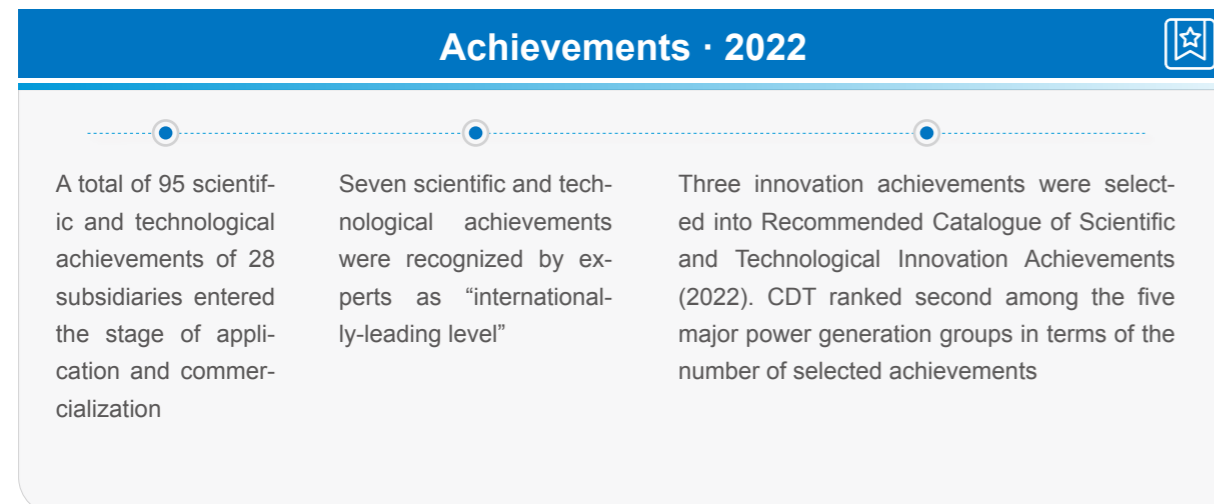 Achievements · 2022
A total of 95 scientif-
ic and technological
achievements of 28
subsidiaries entered
the stage of appli-
cation and commer-
cialization
Seven scientific and tech-
nological achievements
were recognized by ex-
perts as “international-
ly-leading level”
Three innovation achievements were select-
ed into Recommended Catalogue of Scientific
and Technological Innovation Achievements
(2022). CDT ranked second among the five
major power generation groups in terms of the
number of selected achievements